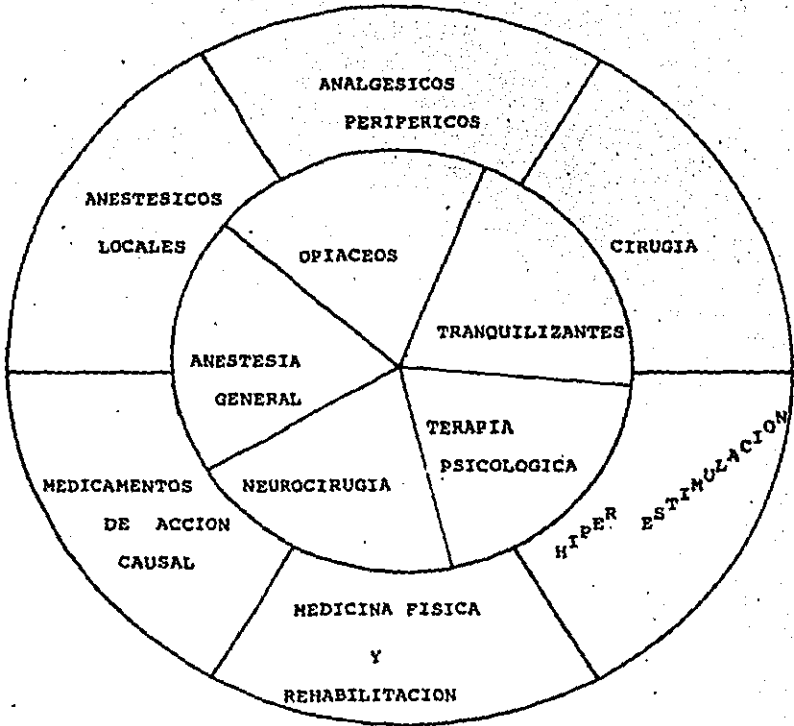 ANALGESICOS
PERIPERICOS
ANESTESICOS
LOCALES
CIRUGIA
OPIACEOS
TRANQUILIZANTES
ANESTESIA
GENERAL
TERAPIA
PSICOLOGICA
NEUROCIRUGIA
MEDICAMENTOS
DE ACCION
CAUSAL
HIPER ESTIMULACION
MEDICINA FISICA
Y
REHABILITACION